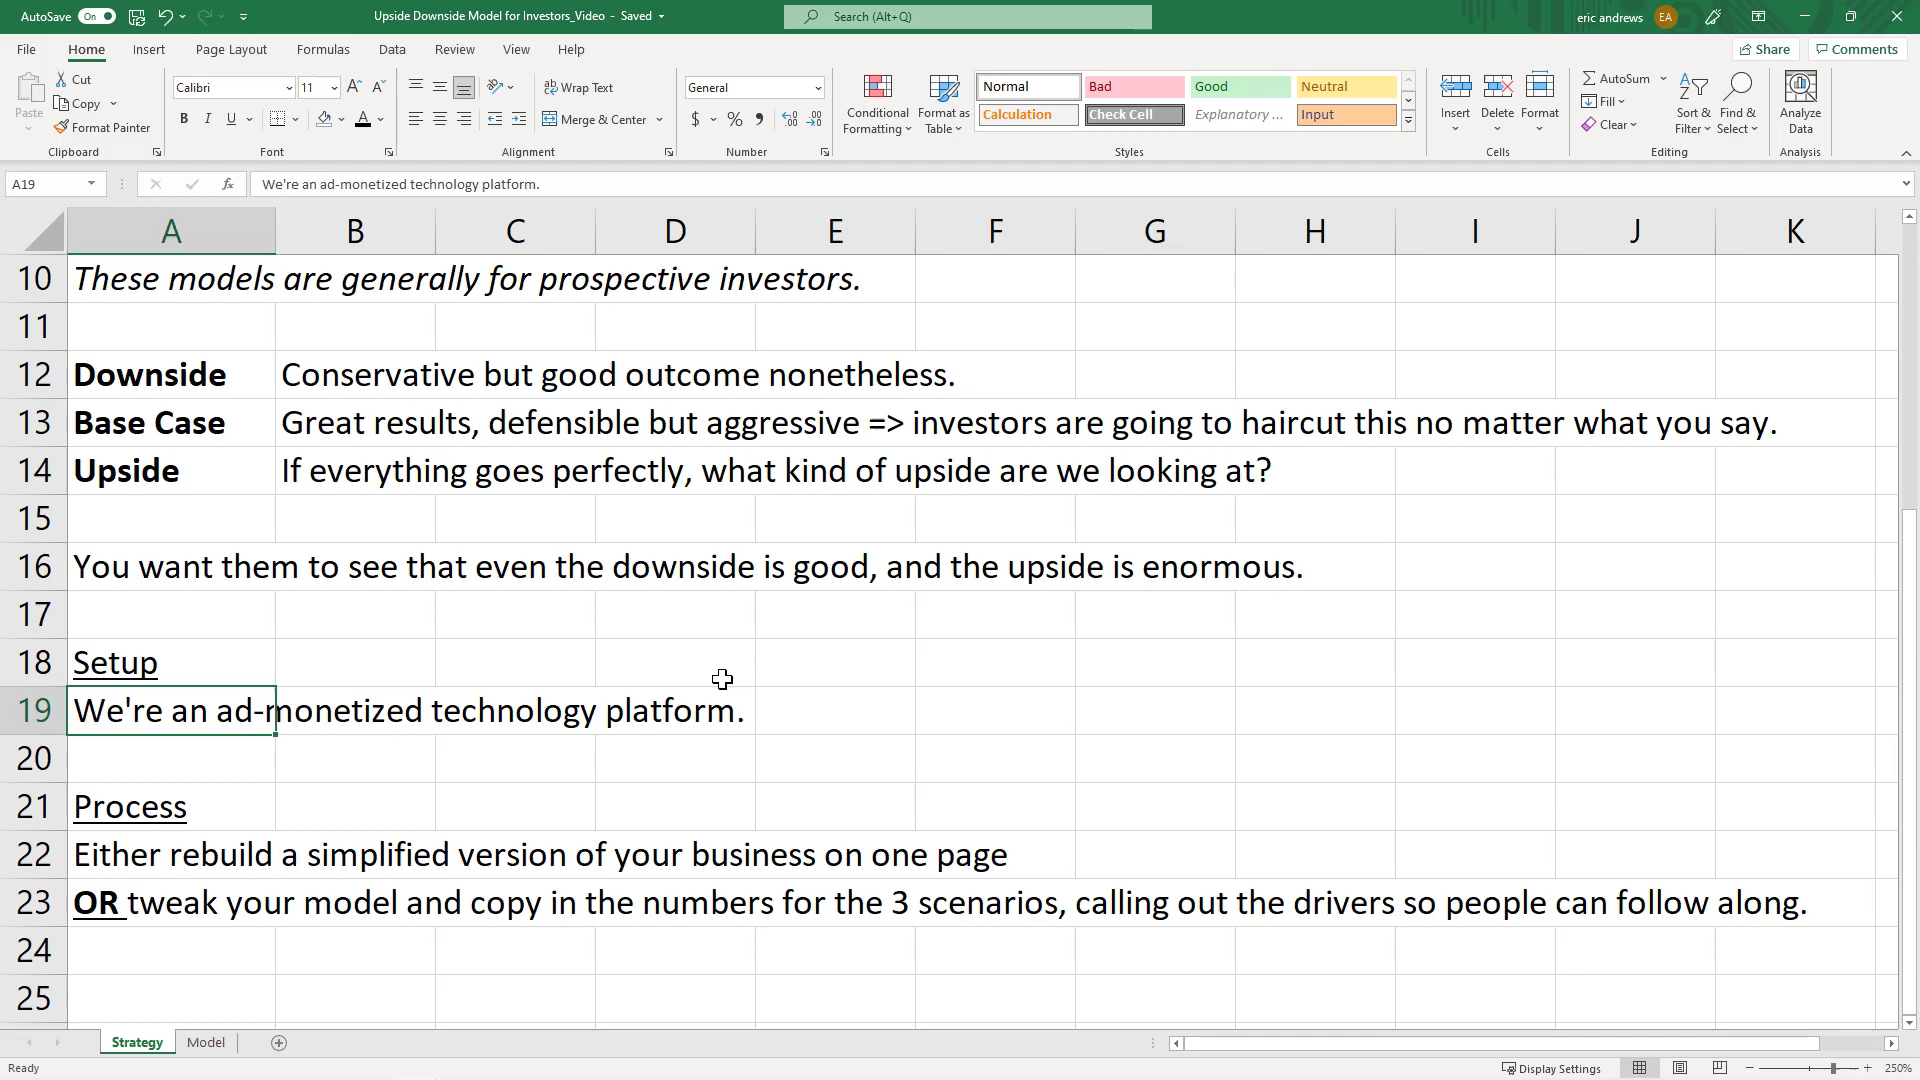 AutoSave On Upside Downside Model for Investors_Video - Saved Search (Alt+Q) eric andrews EA
File Home Insert Page Layout Formulas Data Review View Help Share Comments
Paste Cut Copy Format Painter Clipboard
Calibri 11 A A B I U A Font
Wrap Text Merge & Center Alignment
General $ % Number
Conditional Formatting Format as Table
Normal Bad Good Neutral
Calculation Check Cell Explanatory ... Input
Styles
Insert Delete Format Cells
AutoSum Fill Clear Sort & Filter Find & Select Editing
Analyze Data Analysis
A19 fx We're an ad-monetized technology platform.
A B C D E F G H I J K
10 These models are generally for prospective investors.
11
12 Downside Conservative but good outcome nonetheless.
13 Base Case Great results, defensible but aggressive => investors are going to haircut this no matter what you say.
14 Upside If everything goes perfectly, what kind of upside are we looking at?
15
16 You want them to see that even the downside is good, and the upside is enormous.
17
18 Setup
19 We're an ad-monetized technology platform.
20
21 Process
22 Either rebuild a simplified version of your business on one page
23 OR tweak your model and copy in the numbers for the 3 scenarios, calling out the drivers so people can follow along.
24
25
Strategy Model
Ready Display Settings 250%